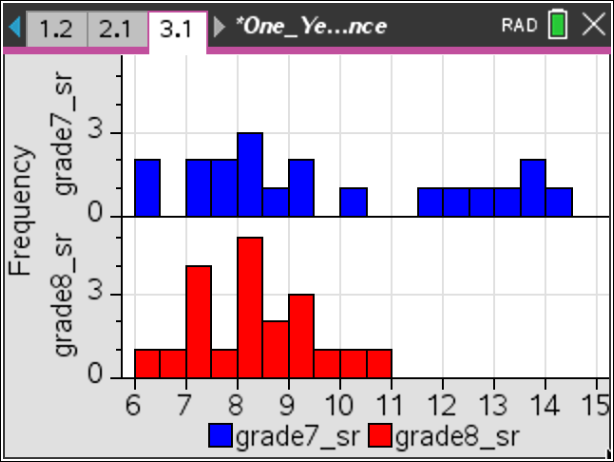 1.2 2.1 3.1 *One_Ye...nce RAD
Frequency
grade7_sr
3
0
grade8_sr
3
0
6 7 8 9 10 11 12 13 14 15
grade7_sr grade8_sr